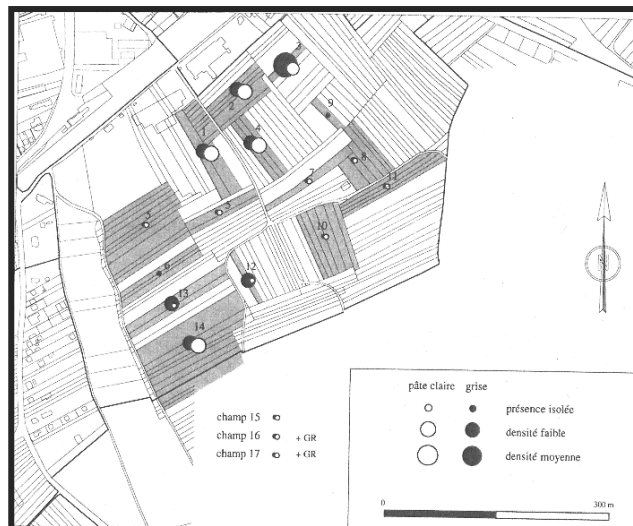 3
2
9
1
4
7
8
11
5
5
10
6
12
13
14
champ 15
champ 16 + GR
champ 17 + GR
pâte claire grise
présence isolée
densité faible
densité moyenne
0 300 m